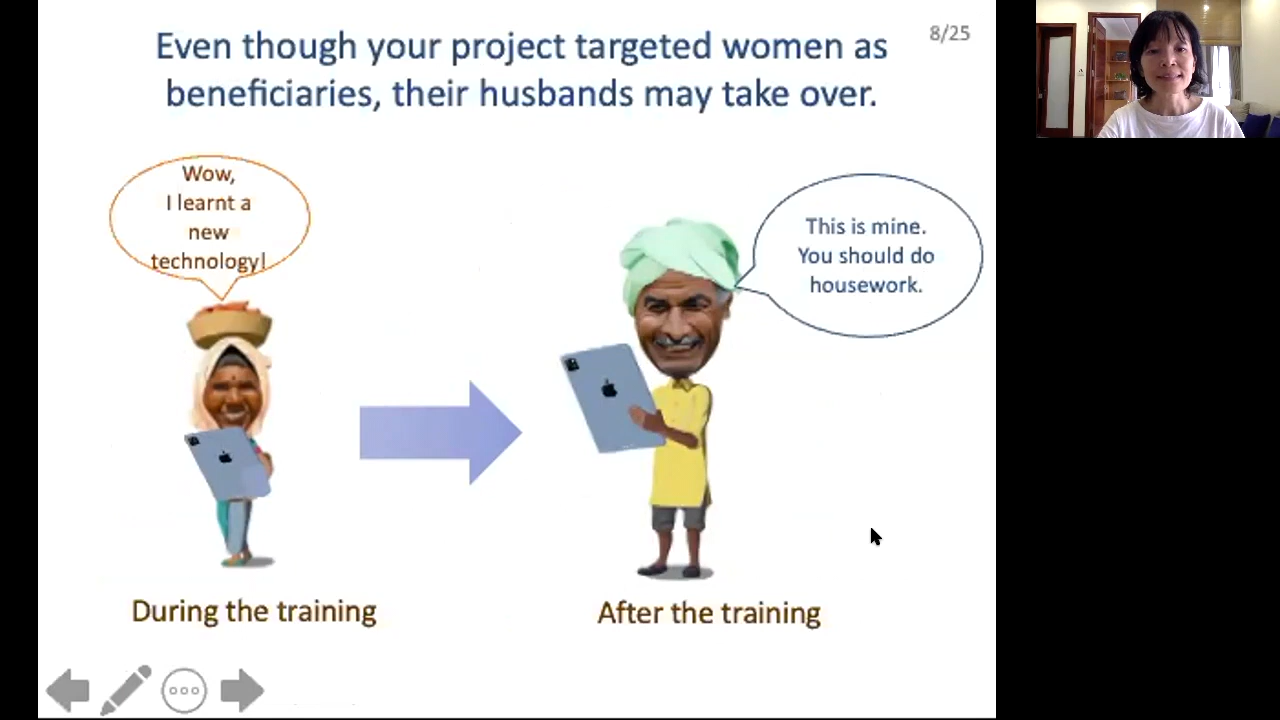 Even though your project targeted women as
beneficiaries, their husbands may take over.
8/25
Wow,
I learnt a
new
technology!
This is mine.
You should do
housework.
During the training
After the training